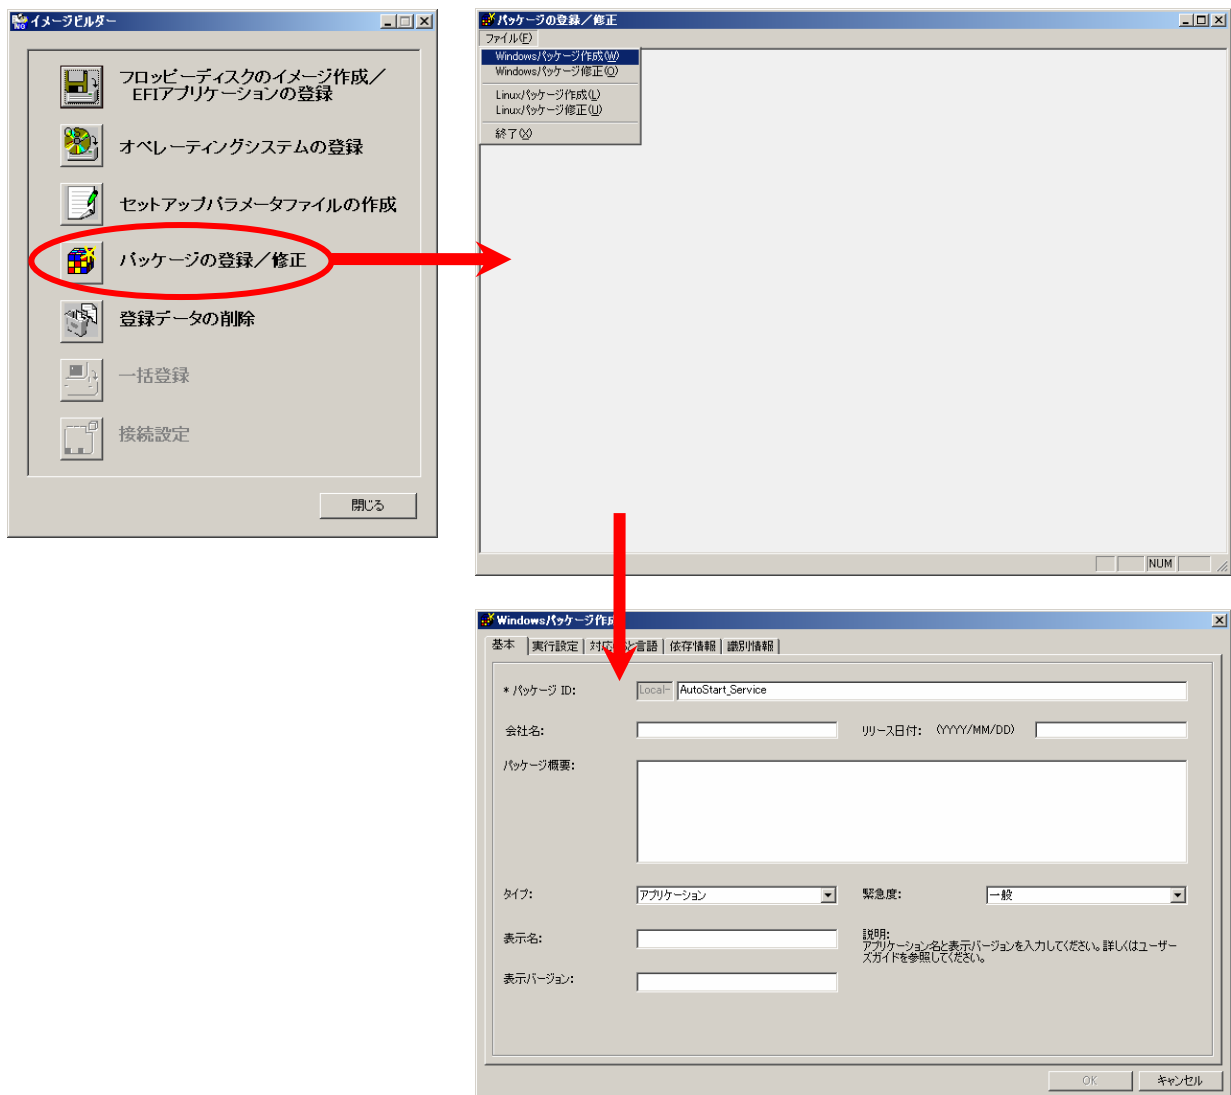 イメージビルダー
フロッピーディスクのイメージ作成／
EFIアプリケーションの登録
オペレーティングシステムの登録
セットアップパラメータファイルの作成
パッケージの登録／修正
登録データの削除
一括登録
接続設定
閉じる
パッケージの登録／修正
ファイル(F)
Windowsパッケージ作成(W)
Windowsパッケージ修正(O)
Linuxパッケージ作成(L)
Linuxパッケージ修正(U)
終了(X)
NUM
Windowsパッケージ作
基本 実行設定 対応 と言語 依存情報 識別情報
* パッケージ ID: Local- AutoStart_Service
会社名: リリース日付: (YYYY/MM/DD)
パッケージ概要:
タイプ: アプリケーション 緊急度: 一般
表示名: 説明:
アプリケーション名と表示バージョンを入力してください。詳しくはユーザー
ズガイドを参照してください。
表示バージョン:
OK キャンセル